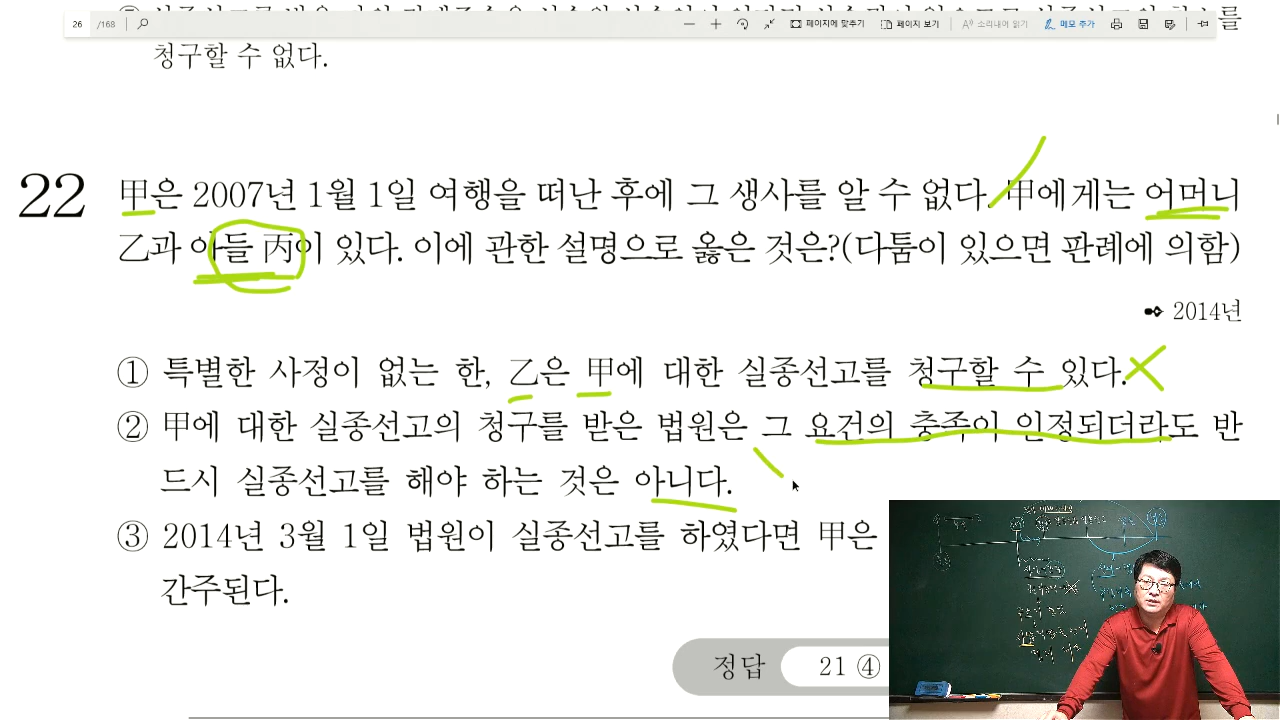 26 /168 페이지에 맞추기 페이지 보기 소리내어 읽기 메모 추가
청구할 수 없다.
22 甲은 2007년 1월 1일 여행을 떠난 후에 그 생사를 알 수 없다. 甲에게는 어머니
乙과 아들 丙이 있다. 이에 관한 설명으로 옳은 것은?(다툼이 있으면 판례에 의함)
2014년
① 특별한 사정이 없는 한, 乙은 甲에 대한 실종선고를 청구할 수 있다.
② 甲에 대한 실종선고의 청구를 받은 법원은 그 요건의 충족이 인정되더라도 반
드시 실종선고를 해야 하는 것은 아니다.
③ 2014년 3월 1일 법원이 실종선고를 하였다면 甲은
간주된다.
정답 21 ④